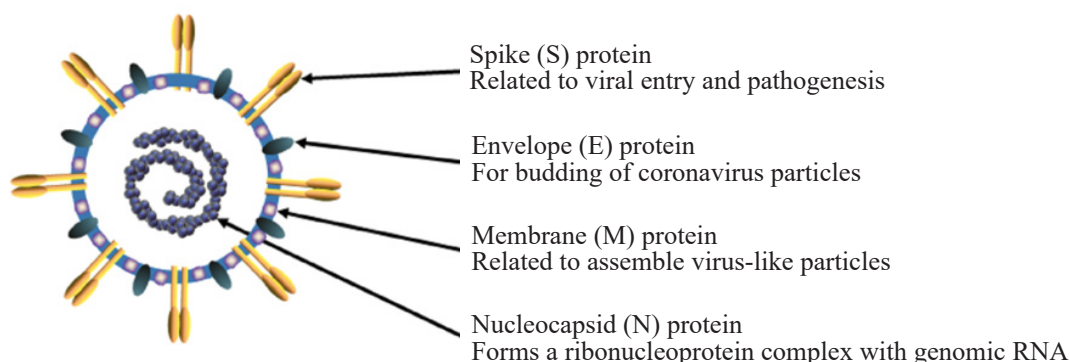 Spike (S) protein
Related to viral entry and pathogenesis
Envelope (E) protein
For budding of coronavirus particles
Membrane (M) protein
Related to assemble virus-like particles
Nucleocapsid (N) protein
Forms a ribonucleoprotein complex with genomic RNA